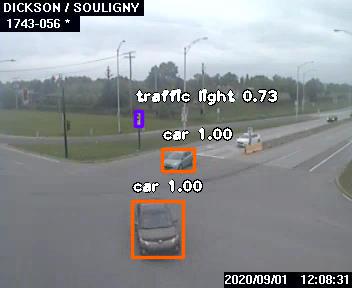 DICKSON / SOULIGNY
1743-056 *
traffic light 0.73
car 1.00
car 1.00
2020/09/01 12:08:31